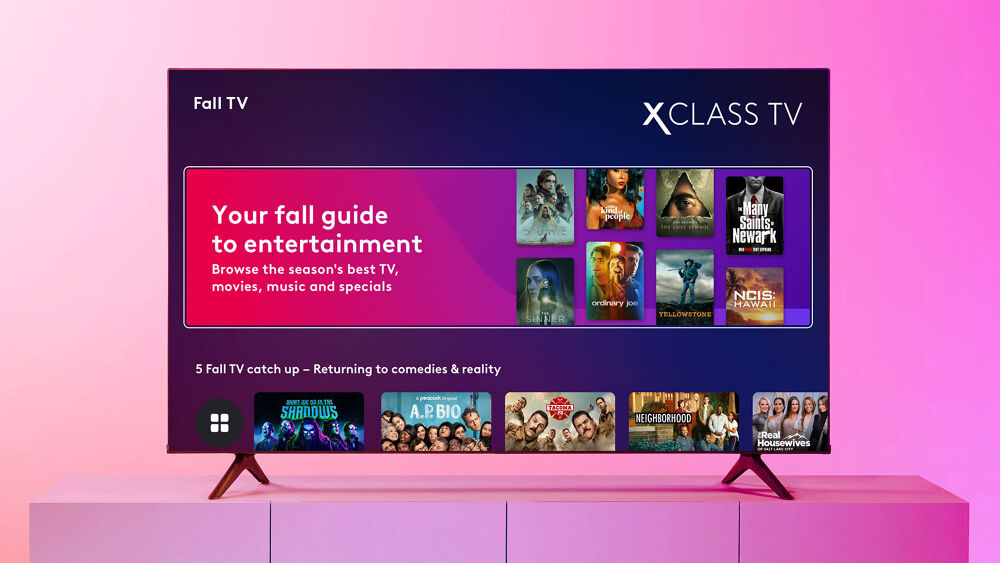 Fall TV
XCLASS TV
Your fall guide
to entertainment
Browse the season's best TV,
movies, music and specials
DUNE
kind of
people
THE LOST SYMBOL
THE
Many
Saints of
Newark
THE
SINNER
ordinary joe
YELLOWSTONE
NCIS:
HAWAI'I
5 Fall TV catch up – Returning to comedies & reality
WHAT WE DO IN THE
SHADOWS
A peacock Original
A.P. BIO
TACOMA
FD
THE
NEIGHBORHOOD
The Real
Housewives
OF SALT LAKE CITY